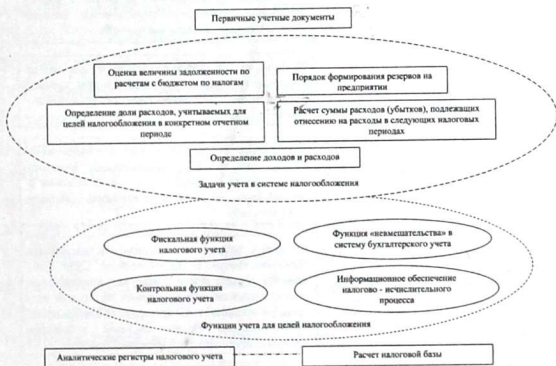 Первичные учетные документы
Оценка величины задолженности по
расчетам с бюджетом по налогам
Порядок формирования резервов на
предприятии
Определение доли расходов, учитываемых для
целей налогообложения в конкретном отчетном
периоде
Расчет суммы расходов (убытков), подлежащих
отнесению на расходы в следующих налоговых
периодах
Определение доходов и расходов
Задачи учета в системе налогообложения
Фискальная функция
налогового учета
Функция «невмешательства» в
систему бухгалтерского учета
Контрольная функция
налогового учета
Информационное обеспечение
налогово - исчислительного
процесса
Функции учета для целей налогообложения
Аналитические регистры налогового учета
Расчет налоговой базы